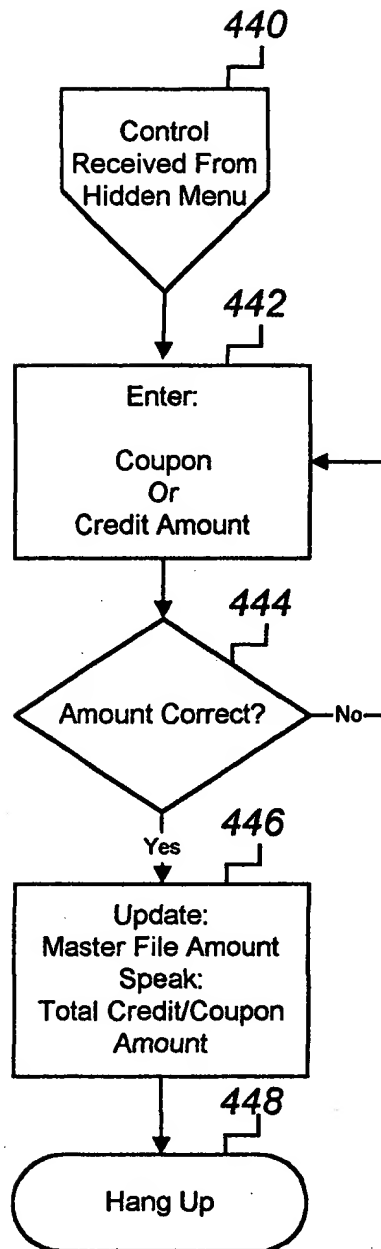 440
Control
Received From
Hidden Menu
442
Enter:
Coupon
Or
Credit Amount
444
Amount Correct?
No
Yes
446
Update:
Master File Amount
Speak:
Total Credit/Coupon
Amount
448
Hang Up